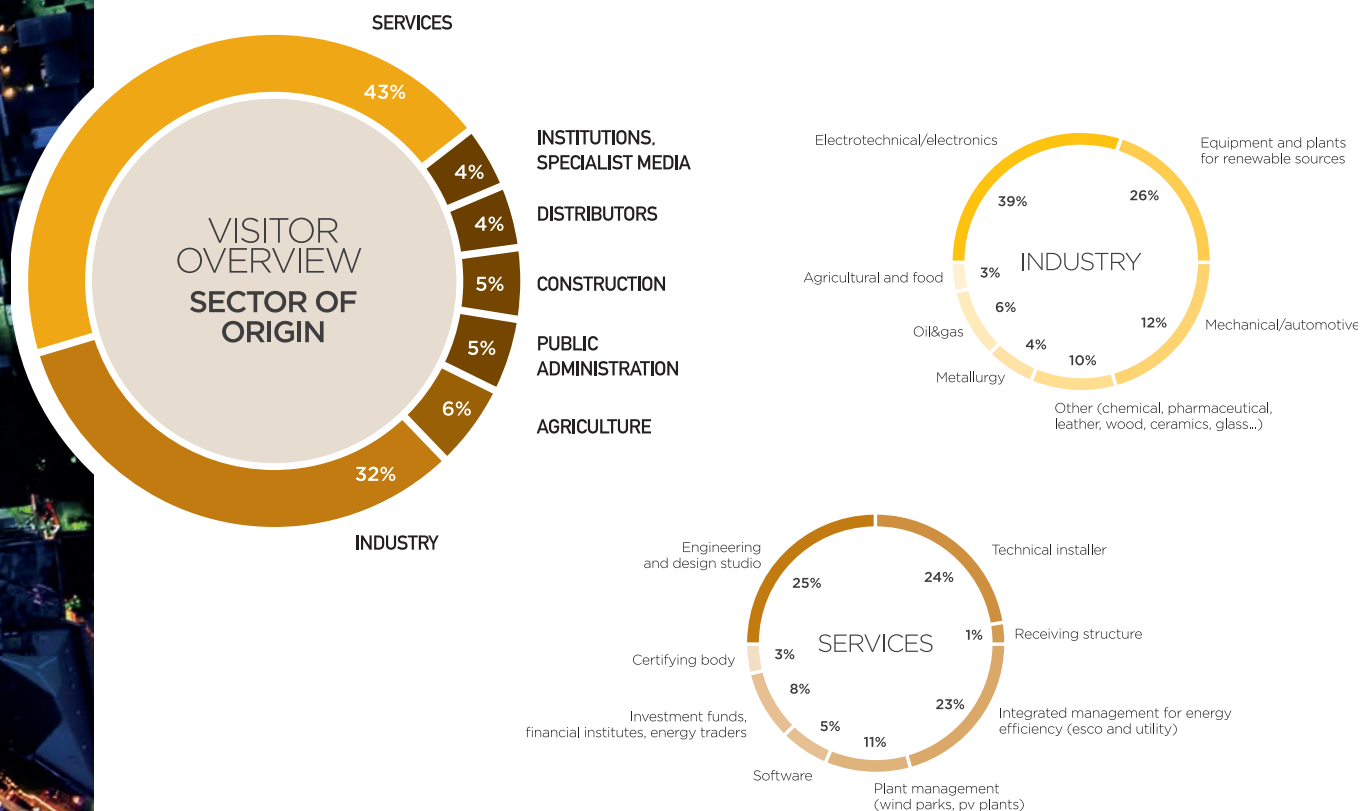 SERVICES
43%
INSTITUTIONS,
SPECIALIST MEDIA
4%
DISTRIBUTORS
4%
CONSTRUCTION
5%
PUBLIC
ADMINISTRATION
5%
AGRICULTURE
6%
32%
INDUSTRY
VISITOR
OVERVIEW
SECTOR OF
ORIGIN
Electrotechnical/electronics
39%
Equipment and plants
for renewable sources
26%
INDUSTRY
Agricultural and food
3%
Oil&gas
6%
Metallurgy
4%
10%
Other (chemical, pharmaceutical,
leather, wood, ceramics, glass...)
12%
Mechanical/automotive
Engineering
and design studio
25%
Technical installer
24%
SERVICES
1%
Receiving structure
Certifying body
3%
Investment funds,
financial institutes, energy traders
8%
Software
5%
11%
Plant management
(wind parks, pv plants)
23%
Integrated management for energy
efficiency (esco and utility)